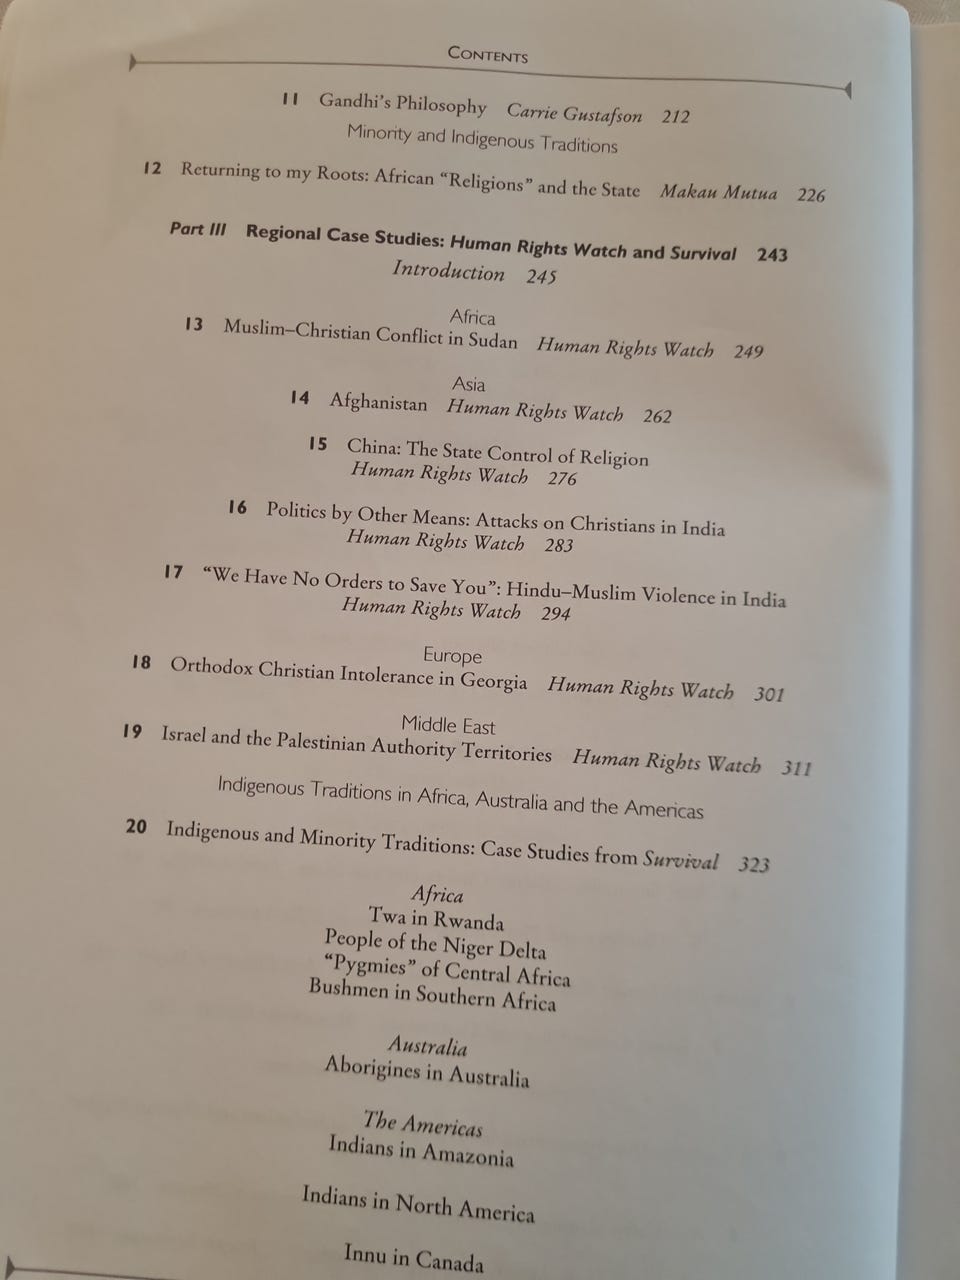 CONTENTS
11 Gandhi's Philosophy Carrie Gustafson 212
Minority and Indigenous Traditions
12 Returning to my Roots: African “Religions” and the State Makau Mutua 226
Part III Regional Case Studies: Human Rights Watch and Survival 243
Introduction 245
Africa
13 Muslim–Christian Conflict in Sudan Human Rights Watch 249
Asia
14 Afghanistan Human Rights Watch 262
15 China: The State Control of Religion
Human Rights Watch 276
16 Politics by Other Means: Attacks on Christians in India
Human Rights Watch 283
17 “We Have No Orders to Save You”: Hindu–Muslim Violence in India
Human Rights Watch 294
Europe
18 Orthodox Christian Intolerance in Georgia Human Rights Watch 301
Middle East
19 Israel and the Palestinian Authority Territories Human Rights Watch 311
Indigenous Traditions in Africa, Australia and the Americas
20 Indigenous and Minority Traditions: Case Studies from Survival 323
Africa
Twa in Rwanda
People of the Niger Delta
“Pygmies” of Central Africa
Bushmen in Southern Africa
Australia
Aborigines in Australia
The Americas
Indians in Amazonia
Indians in North America
Innu in Canada